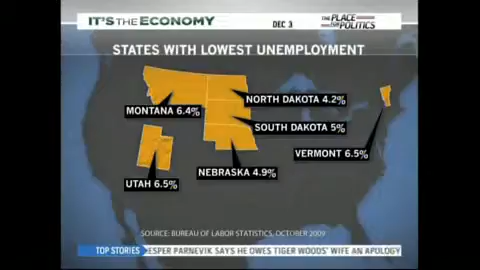 IT'S THE ECONOMY
DEC 3
THE PLACE FOR POLITICS
STATES WITH LOWEST UNEMPLOYMENT
MONTANA 6.4%
NORTH DAKOTA 4.2%
SOUTH DAKOTA 5%
VERMONT 6.5%
NEBRASKA 4.9%
UTAH 6.5%
SOURCE: BUREAU OF LABOR STATISTICS, OCTOBER 2009
TOP STORIES
ESPER PARNEVIK SAYS HE OWES TIGER WOODS' WIFE AN APOLOGY